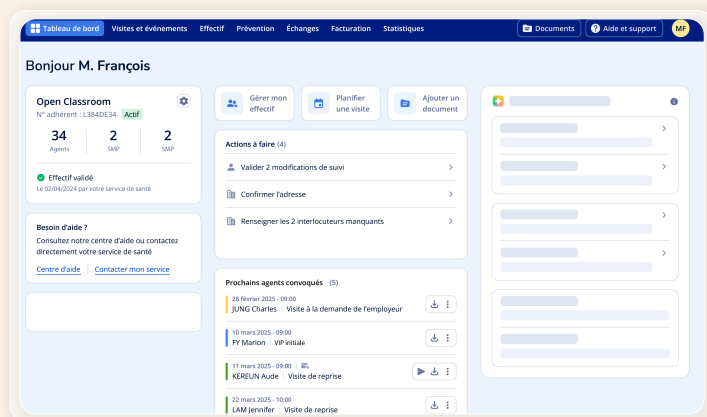 Tableau de bord
Visites et événements
Effectif
Prévention
Échanges
Facturation
Statistiques
Documents
Aide et support
MF
Bonjour M. François
Open Classroom
N° adhérent : L384DE34 Actif
34
Agents
2
SMP
2
SMP
Effectif validé
Le 02/04/2024 par votre service de santé
Besoin d'aide ?
Consultez notre centre d'aide ou contactez
directement votre service de santé
Centre d'aide
Contacter mon service
Gérer mon
effectif
Planifier
une visite
Ajouter un
document
Actions à faire (4)
Valider 2 modifications de suivi
Confirmer l'adresse
Renseigner les 2 interlocuteurs manquants
Prochains agents convoqués (5)
28 février 2025 - 09:00
JUNG Charles | Visite à la demande de l'employeur
10 mars 2025 - 09:00
FY Marion | VIP initiale
11 mars 2025 - 09:00
KEREUN Aude | Visite de reprise
22 mars 2025 - 10:00
LAM Jennifer | Visite de reprise